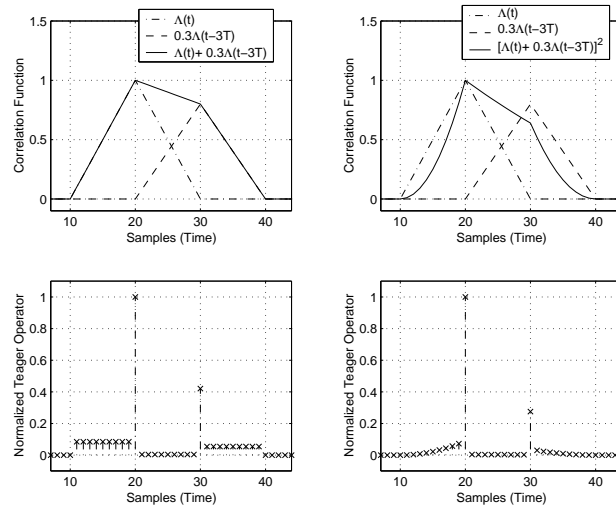 Λ(t)
0.3Λ(t−3T)
Λ(t)+ 0.3Λ(t−3T)
Correlation Function
1.5
1
0.5
0
10 20 30 40
Samples (Time)
Λ(t)
0.3Λ(t−3T)
[Λ(t)+ 0.3Λ(t−3T)]²
Correlation Function
1.5
1
0.5
0
10 20 30 40
Samples (Time)
Normalized Teager Operator
1
0.8
0.6
0.4
0.2
0
10 20 30 40
Samples (Time)
Normalized Teager Operator
1
0.8
0.6
0.4
0.2
0
10 20 30 40
Samples (Time)